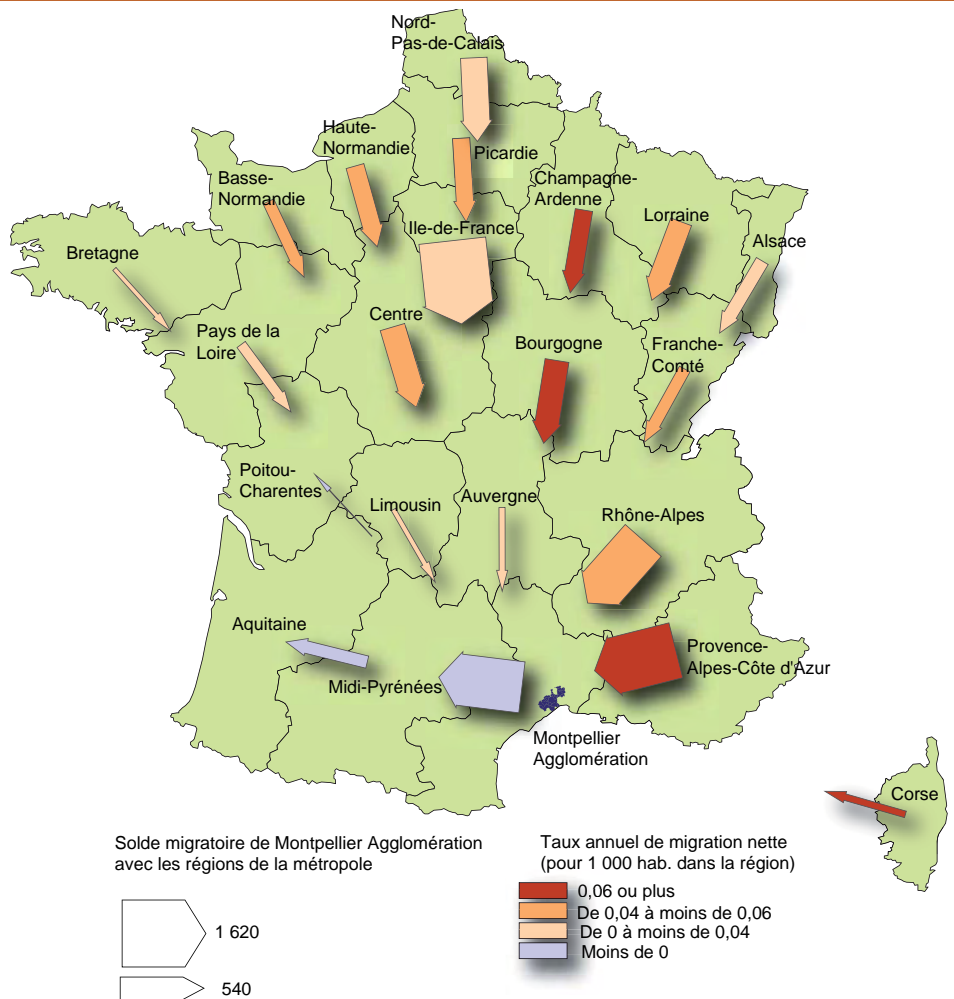 Nord-
Pas-de-Calais
Haute-
Normandie
Picardie
Basse-
Normandie
Champagne-
Ardenne
Lorraine
Ile-de-France
Alsace
Bretagne
Pays de la
Loire
Centre
Bourgogne
Franche-
Comté
Poitou-
Charentes
Limousin
Auvergne
Rhône-Alpes
Aquitaine
Midi-Pyrénées
Provence-
Alpes-Côte d'Azur
Montpellier
Agglomération
Corse
Solde migratoire de Montpellier Agglomération
avec les régions de la métropole
1 620
540
Taux annuel de migration nette
(pour 1 000 hab. dans la région)
0,06 ou plus
De 0,04 à moins de 0,06
De 0 à moins de 0,04
Moins de 0